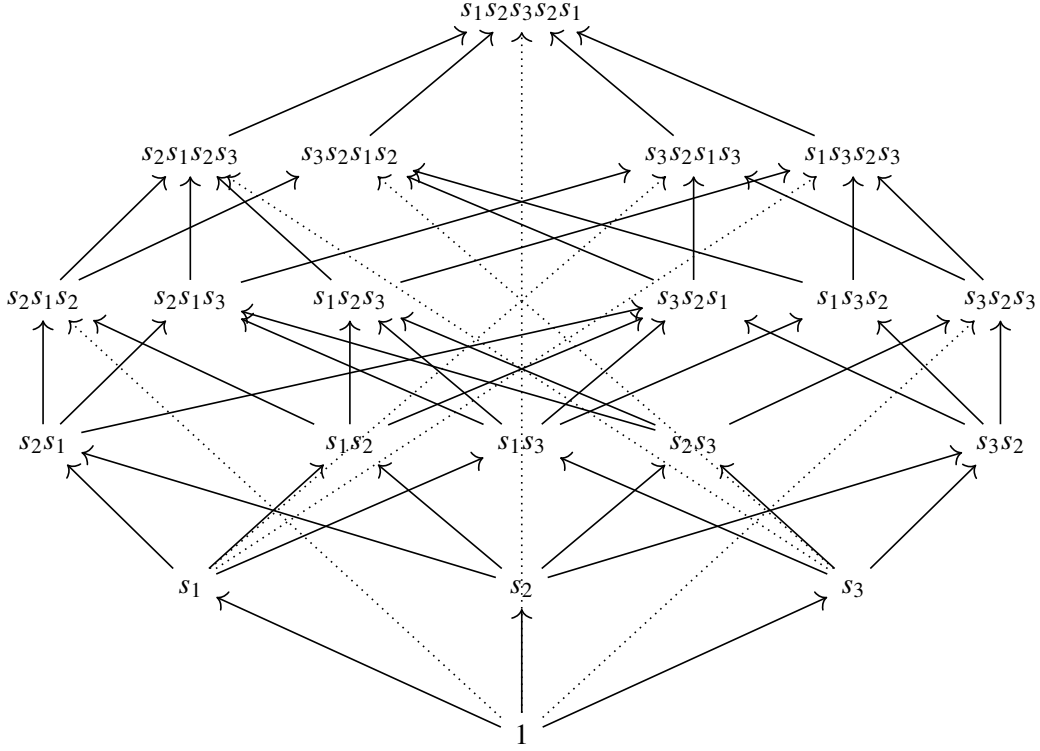 s₁s₂s₃s₂s₁
s₂s₁s₂s₃ s₃s₂s₁s₂ s₃s₂s₁s₃ s₁s₃s₂s₃
s₂s₁s₂ s₂s₁s₃ s₁s₂s₃ s₃s₂s₁ s₁s₃s₂ s₃s₂s₃
s₂s₁ s₁s₂ s₁s₃ s₂s₃ s₃s₂
s₁ s₂ s₃
1